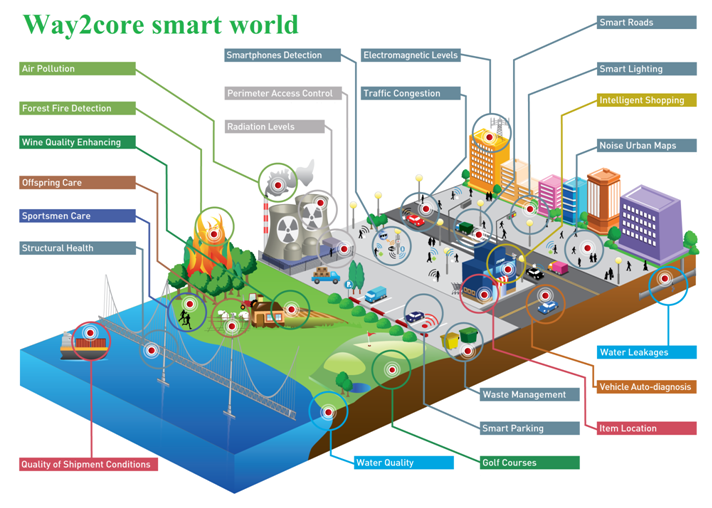 Way2core smart world
Smart Roads
Smartphones Detection
Electromagnetic Levels
Air Pollution
Smart Lighting
Perimeter Access Control
Traffic Congestion
Intelligent Shopping
Forest Fire Detection
Radiation Levels
Wine Quality Enhancing
Noise Urban Maps
Offspring Care
Sportsmen Care
Structural Health
Water Leakages
Vehicle Auto-diagnosis
Waste Management
Smart Parking
Item Location
Quality of Shipment Conditions
Water Quality
Golf Courses